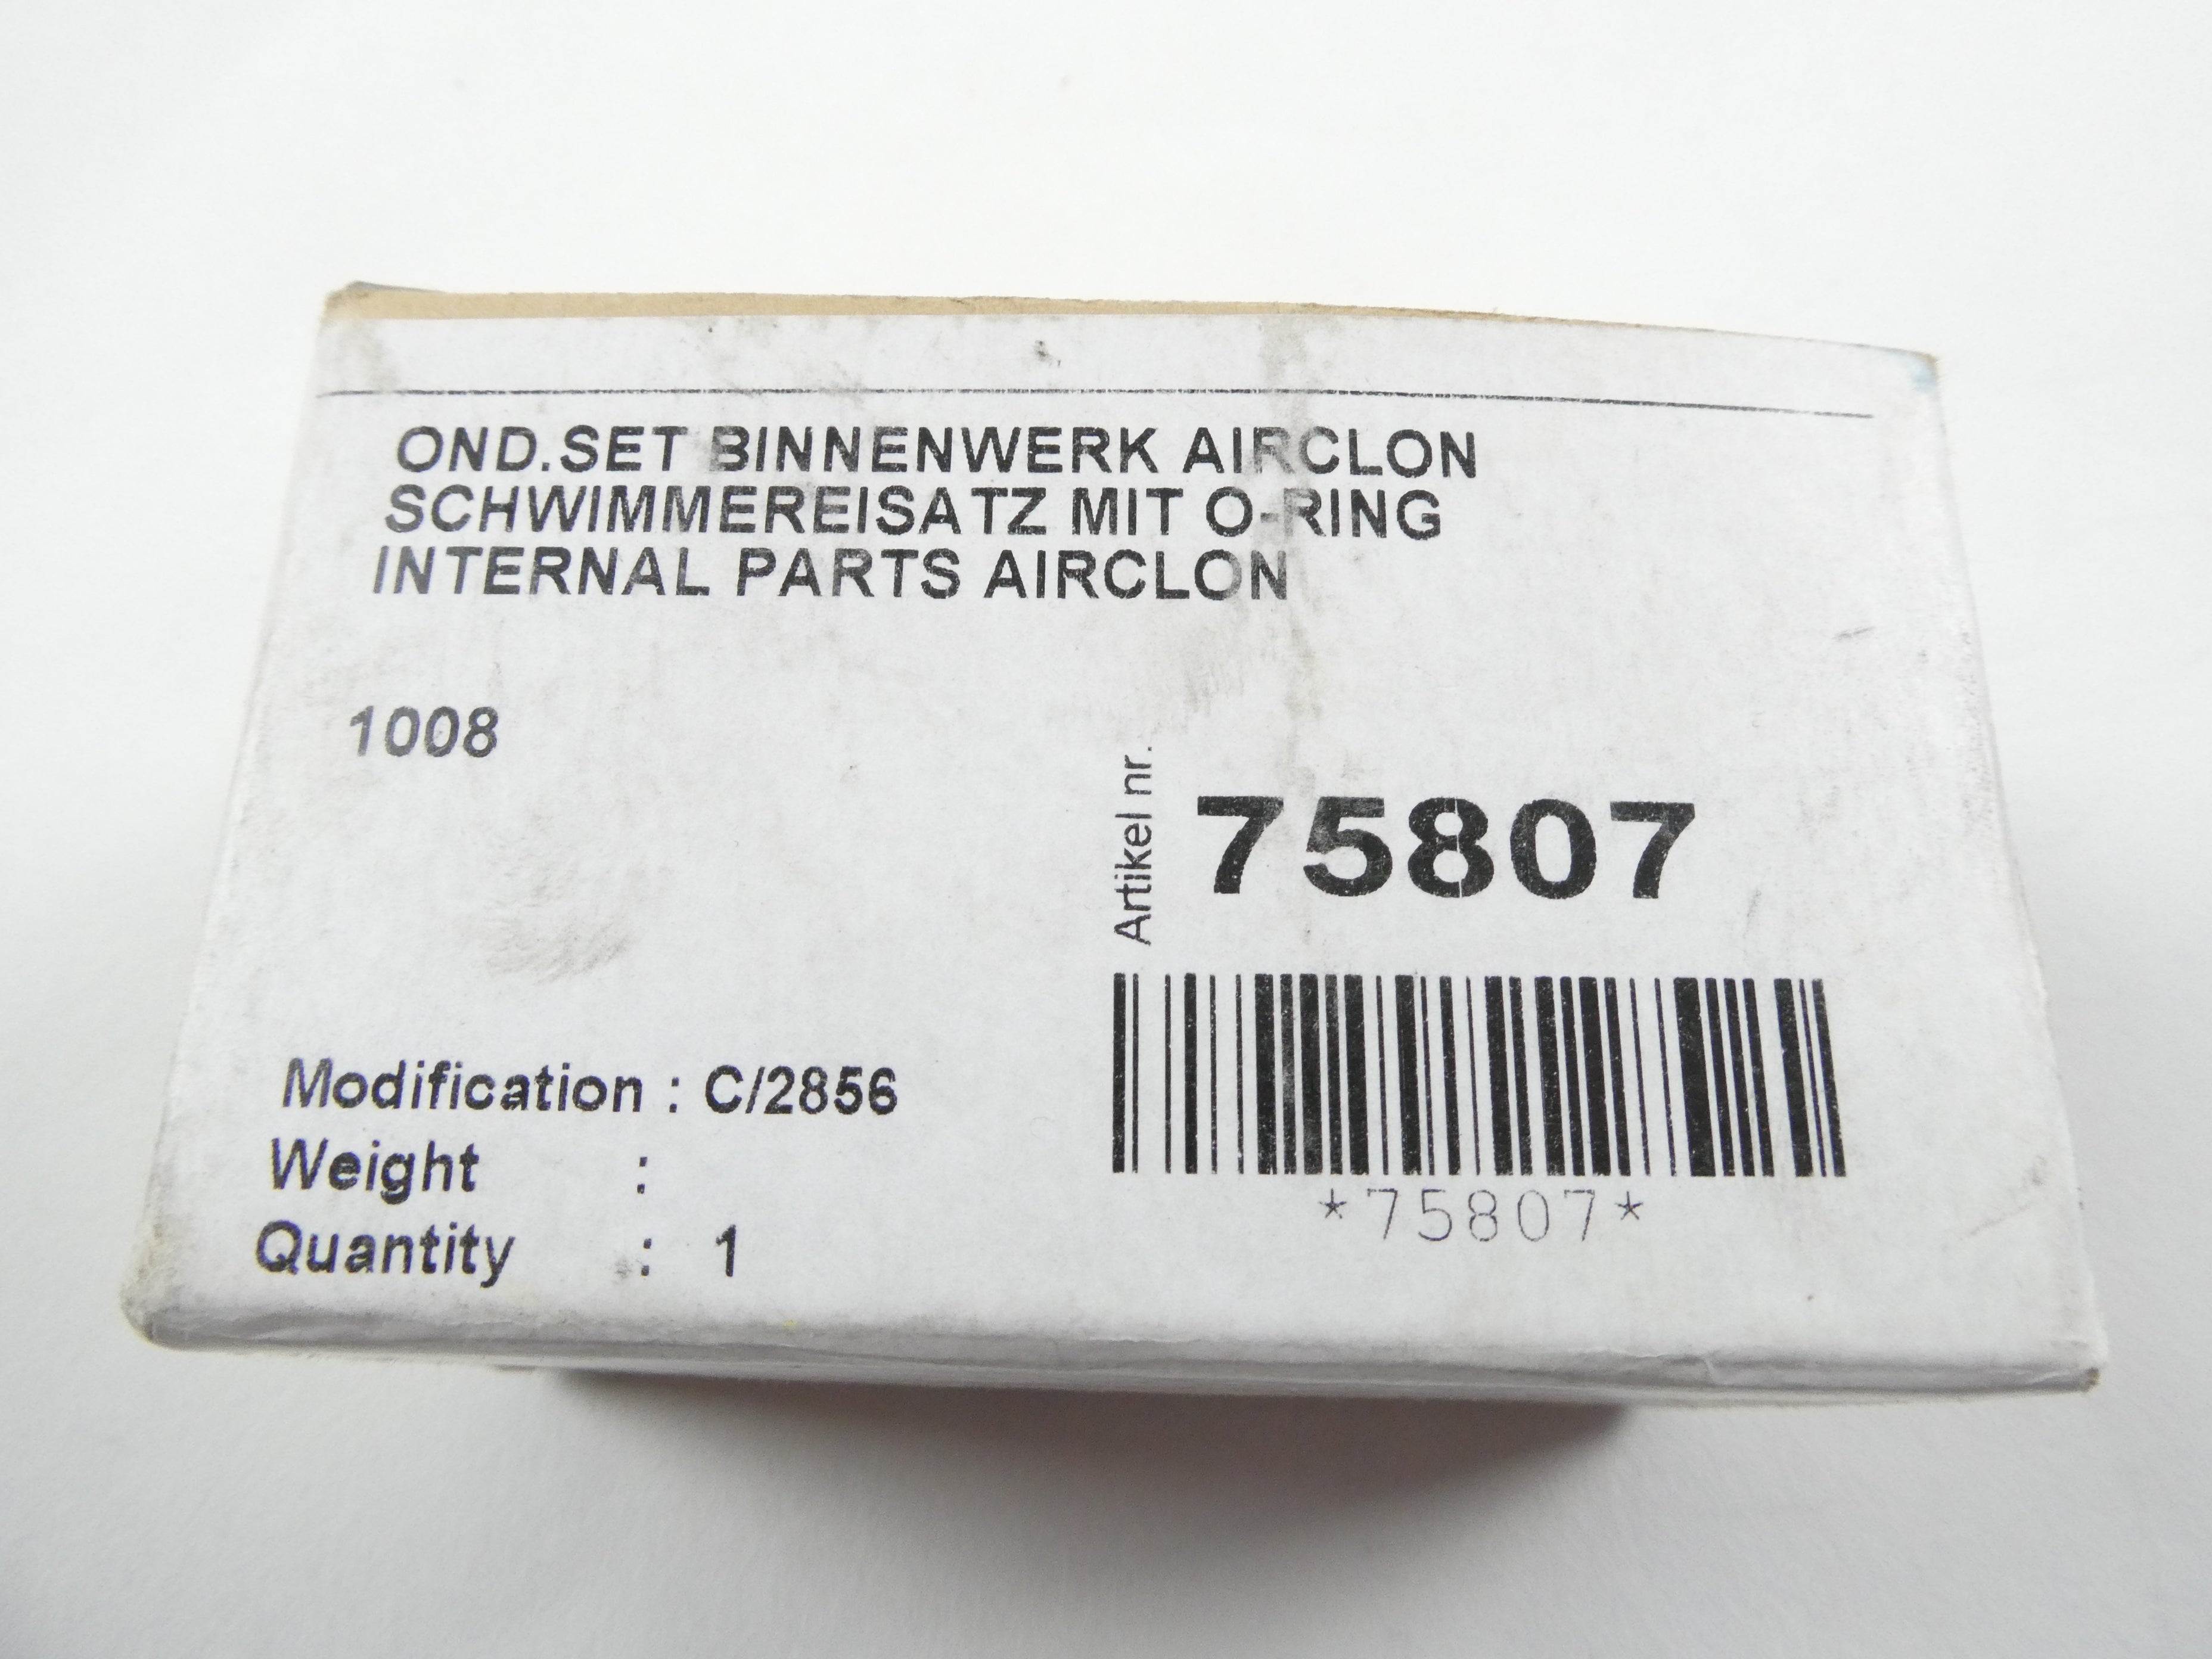 OND.SET BINNENWERK AIRCLON
SCHWIMMEREISATZ MIT O-RING
INTERNAL PARTS AIRCLON
1008
Artikel nr.
75807
*75807*
Modification : C/2856
Weight :
Quantity : 1